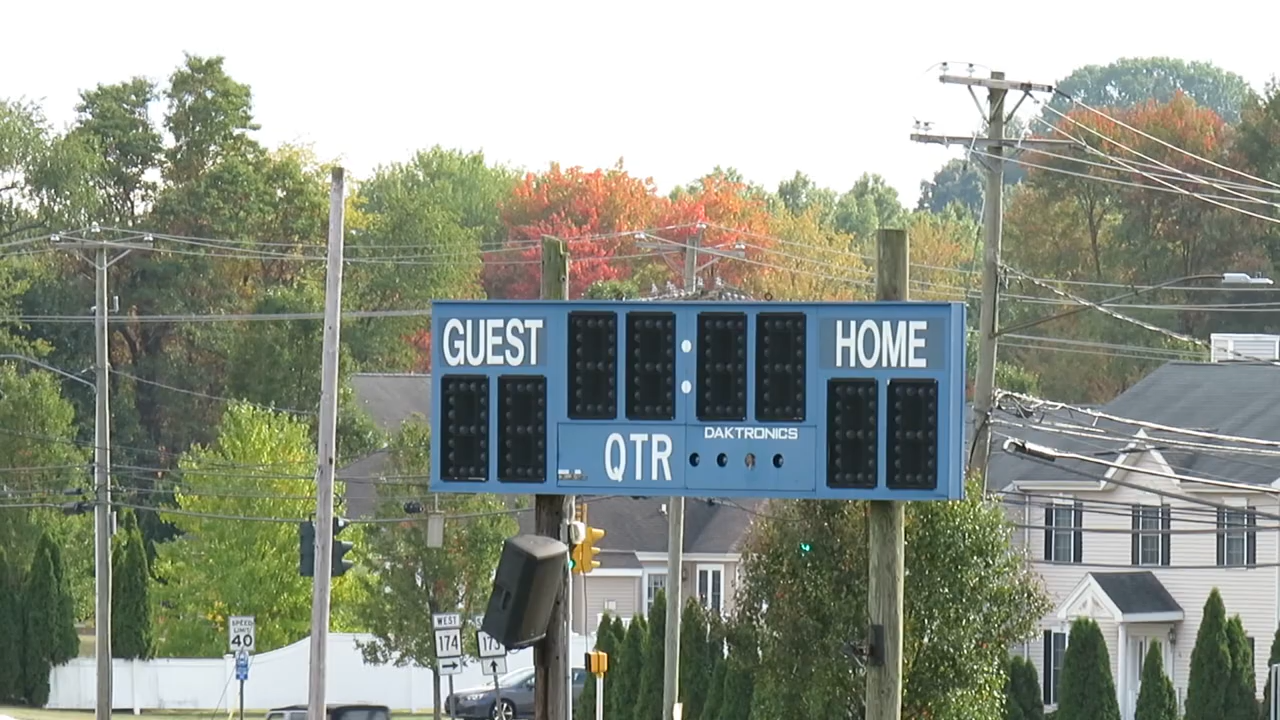 GUEST
HOME
QTR
DAKTRONICS
SPEED
LIMIT
40
WEST
174
173